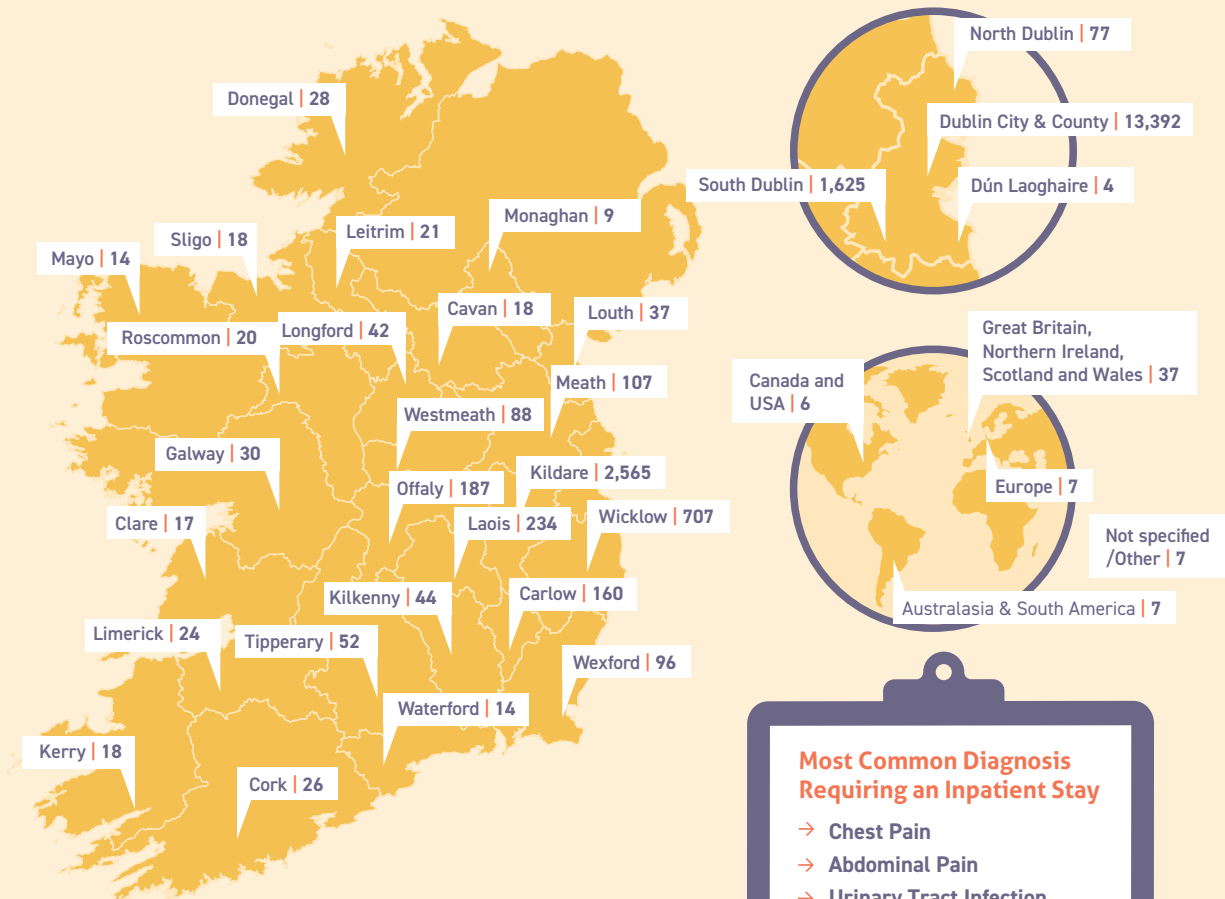 Donegal | 28
Sligo | 18
Leitrim | 21
Monaghan | 9
Mayo | 14
Roscommon | 20
Longford | 42
Cavan | 18
Louth | 37
Meath | 107
Westmeath | 88
Galway | 30
Kildare | 2,565
Offaly | 187
Clare | 17
Laois | 234
Wicklow | 707
Kilkenny | 44
Carlow | 160
Limerick | 24
Tipperary | 52
Wexford | 96
Waterford | 14
Kerry | 18
Cork | 26
North Dublin | 77
Dublin City & County | 13,392
South Dublin | 1,625
Dún Laoghaire | 4
Great Britain,
Northern Ireland,
Scotland and Wales | 37
Canada and
USA | 6
Europe | 7
Not specified
/Other | 7
Australasia & South America | 7
Most Common Diagnosis
Requiring an Inpatient Stay
→ Chest Pain
→ Abdominal Pain
→ Urinary Tract Infection